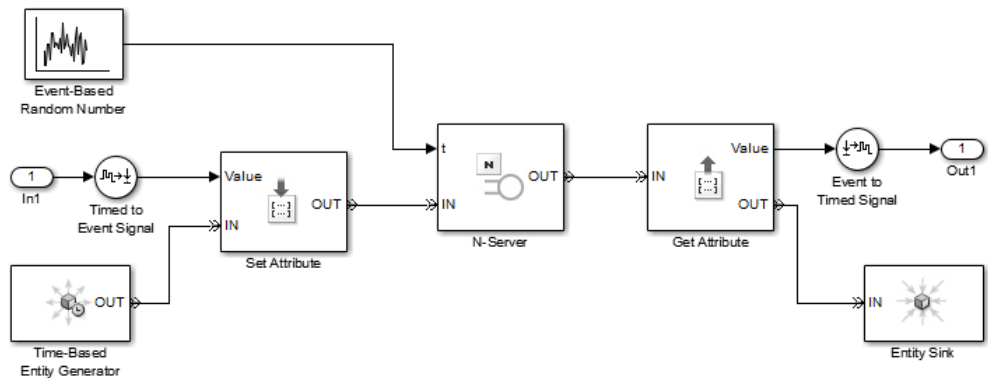 Event-Based
Random Number
1
In1
Timed to
Event Signal
Value
IN
OUT
Set Attribute
OUT
Time-Based
Entity Generator
t
IN
N
OUT
N-Server
IN
[...]
Value
OUT
Get Attribute
[...]
Event to
Timed Signal
1
Out1
IN
Entity Sink